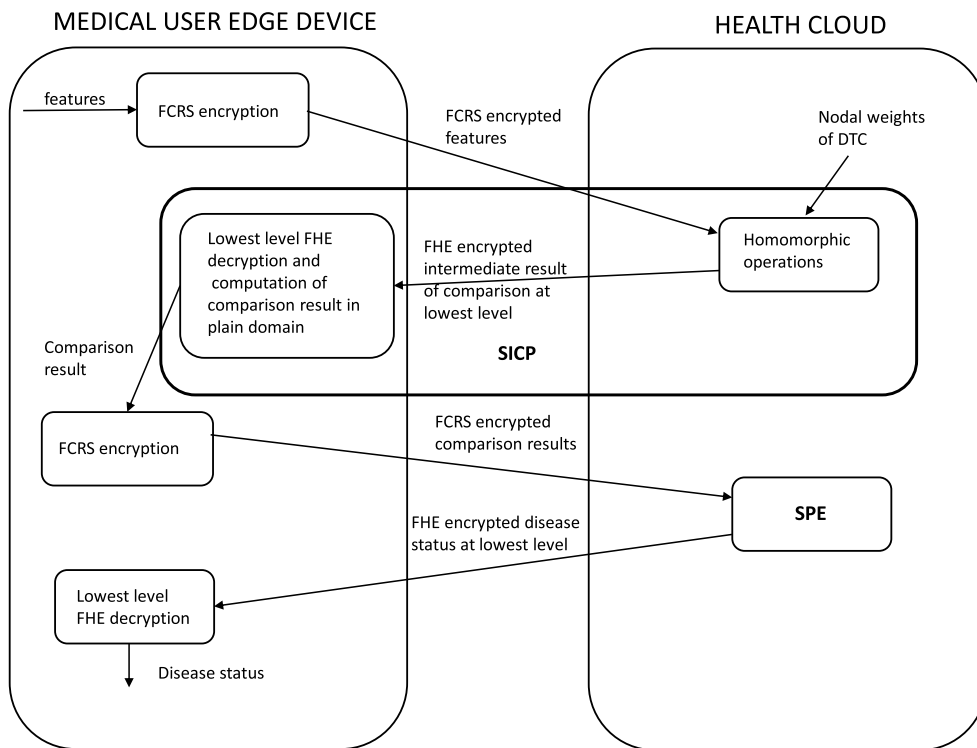 MEDICAL USER EDGE DEVICE
HEALTH CLOUD
features
FCRS encryption
FCRS encrypted
features
Nodal weights
of DTC
Lowest level FHE
decryption and
computation of
comparison result in
plain domain
FHE encrypted
intermediate result
of comparison at
lowest level
Homomorphic
operations
SICP
Comparison
result
FCRS encryption
FCRS encrypted
comparison results
SPE
FHE encrypted disease
status at lowest level
Lowest level
FHE decryption
Disease status